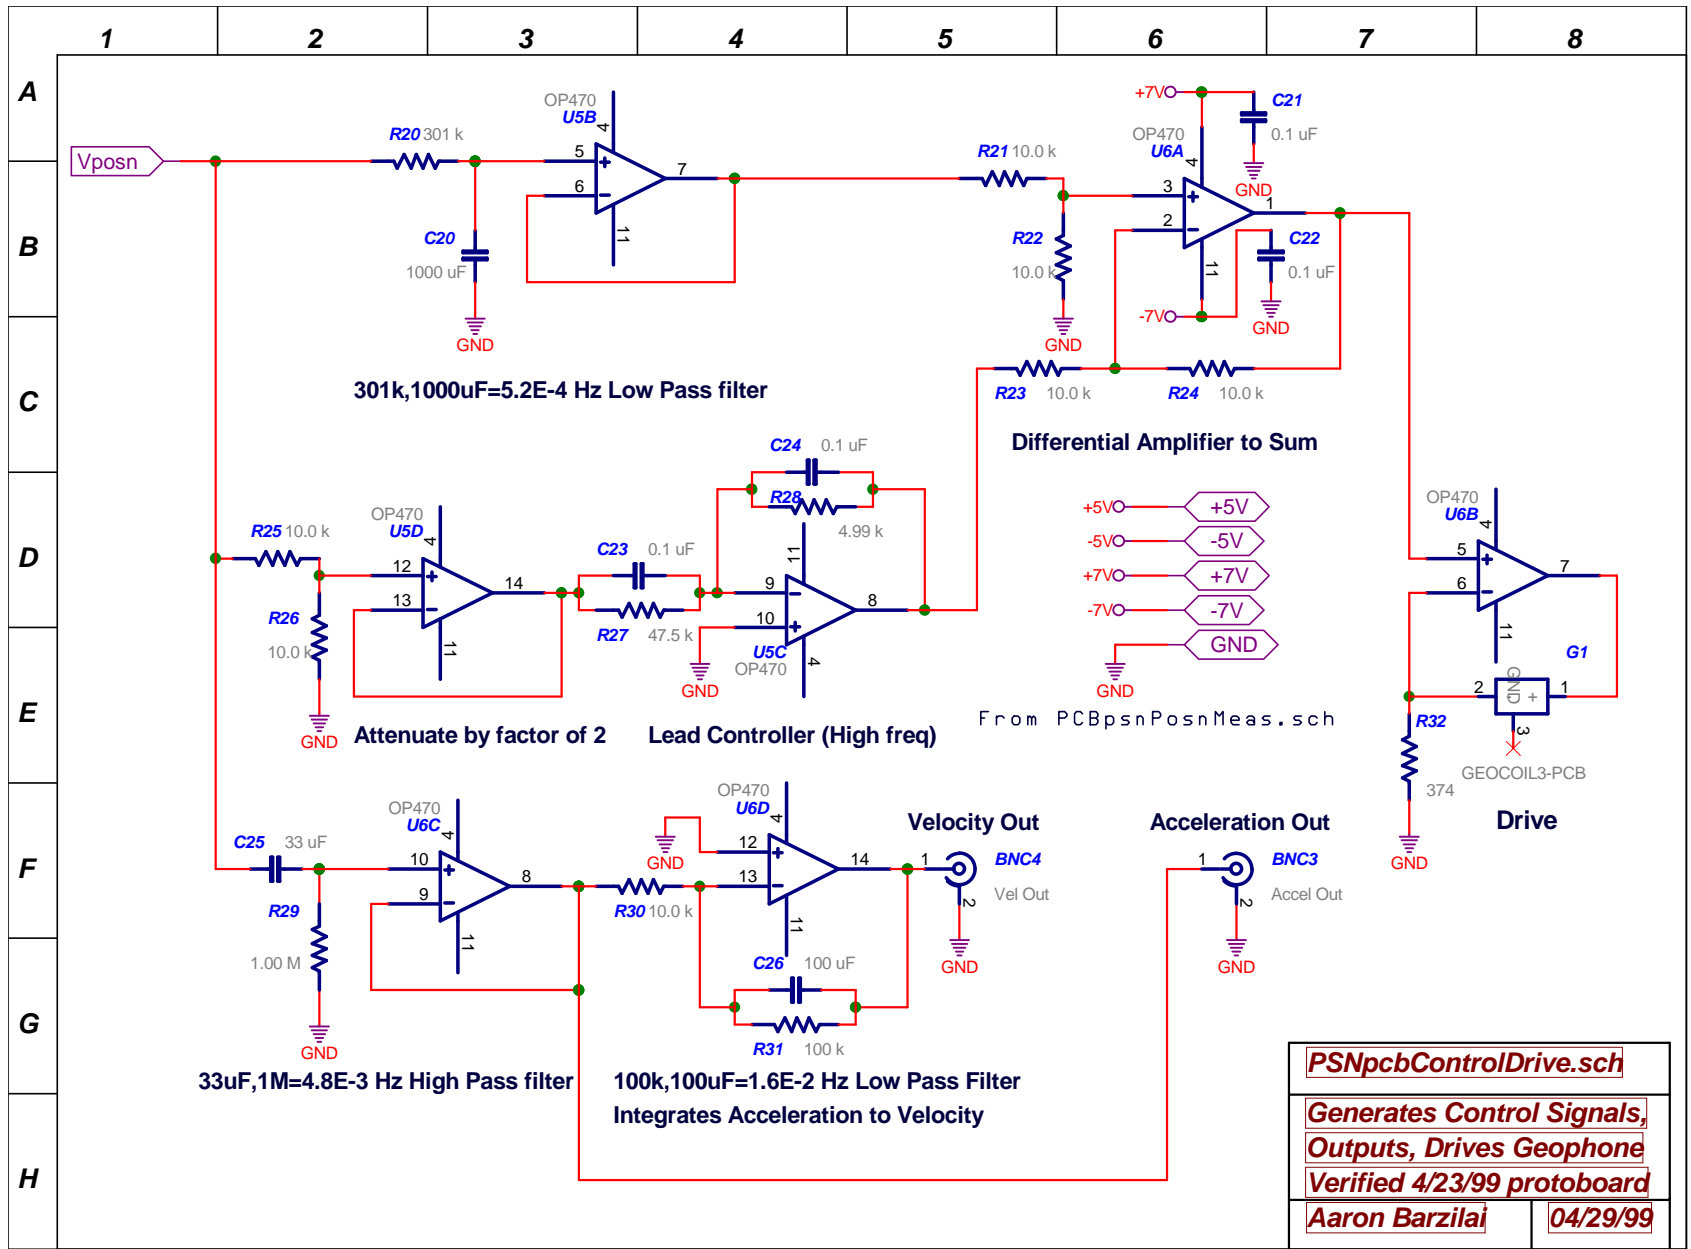 1 2 3 4 5 6 7 8
A
B
C
D
E
F
G
H
Vposn
R20 301 k
C20
1000 uF
GND
OP470
U5B
4
5
6
7
11
301k,1000uF=5.2E-4 Hz Low Pass filter
R21 10.0 k
R22
10.0 k
GND
+7V
OP470
U6A
4
3
2
1
11
-7V
C21
0.1 uF
GND
C22
0.1 uF
GND
R23 10.0 k
R24 10.0 k
Differential Amplifier to Sum
R25 10.0 k
R26
10.0 k
GND
OP470
U5D
4
12
13
14
11
Attenuate by factor of 2
C23 0.1 uF
R27 47.5 k
C24 0.1 uF
R28
4.99 k
11
9
10
8
U5C
OP470
4
GND
Lead Controller (High freq)
+5V +5V
-5V -5V
+7V +7V
-7V -7V
GND GND
From PCBpsnPosnMeas.sch
OP470
U6B
4
5
6
7
11
G1
2 GND + 1
3
GEOCOIL3-PCB
R32
374
GND
Drive
C25 33 uF
R29
1.00 M
GND
OP470
U6C
4
10
9
8
11
33uF,1M=4.8E-3 Hz High Pass filter
R30 10.0 k
GND
OP470
U6D
4
12
13
14
11
C26 100 uF
R31 100 k
100k,100uF=1.6E-2 Hz Low Pass Filter
Integrates Acceleration to Velocity
Velocity Out
1 BNC4
Vel Out
2
GND
Acceleration Out
1 BNC3
Accel Out
2
GND
PSNpcbControlDrive.sch
Generates Control Signals,
Outputs, Drives Geophone
Verified 4/23/99 protoboard
Aaron Barzilai 04/29/99